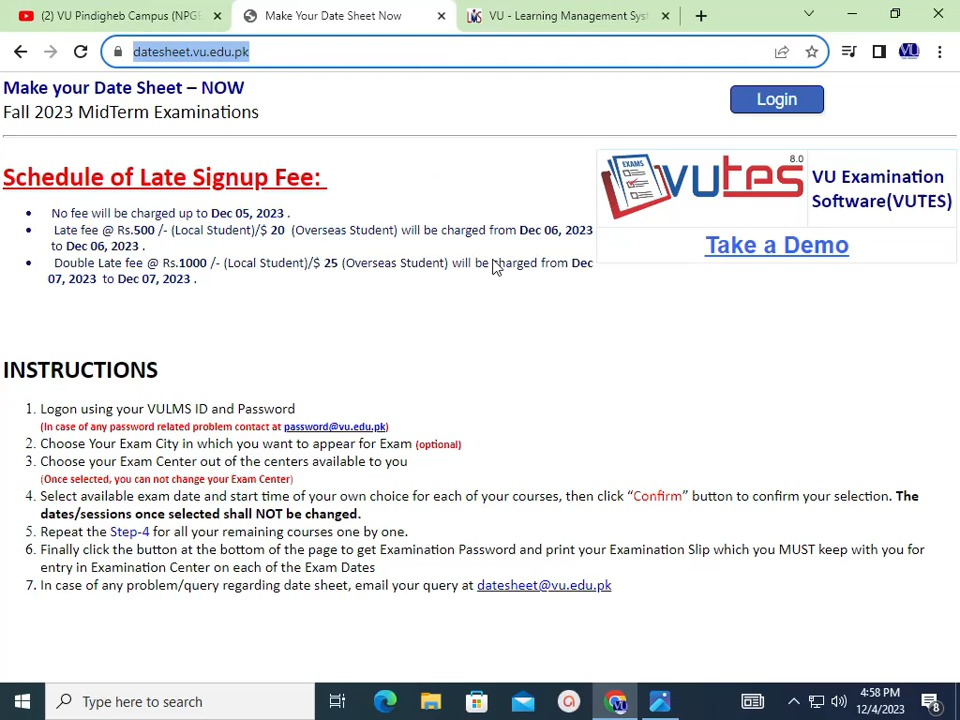 (2) VU Pindigheb Campus (NPGE
Make Your Date Sheet Now
VU - Learning Management Sys
datesheet.vu.edu.pk
Make your Date Sheet – NOW
Login
Fall 2023 MidTerm Examinations
Schedule of Late Signup Fee:
• No fee will be charged up to Dec 05, 2023 .
• Late fee @ Rs.500 /- (Local Student)/$ 20 (Overseas Student) will be charged from Dec 06, 2023
to Dec 06, 2023 .
• Double Late fee @ Rs.1000 /- (Local Student)/$ 25 (Overseas Student) will be charged from Dec
07, 2023 to Dec 07, 2023 .
EXAMS
vutes
8.0
VU Examination
Software(VUTES)
Take a Demo
INSTRUCTIONS
1. Logon using your VULMS ID and Password
(In case of any password related problem contact at password@vu.edu.pk)
2. Choose Your Exam City in which you want to appear for Exam (optional)
3. Choose your Exam Center out of the centers available to you
(Once selected, you can not change your Exam Center)
4. Select available exam date and start time of your own choice for each of your courses, then click “Confirm” button to confirm your selection. The
dates/sessions once selected shall NOT be changed.
5. Repeat the Step-4 for all your remaining courses one by one.
6. Finally click the button at the bottom of the page to get Examination Password and print your Examination Slip which you MUST keep with you for
entry in Examination Center on each of the Exam Dates
7. In case of any problem/query regarding date sheet, email your query at datesheet@vu.edu.pk
Type here to search
4:58 PM
12/4/2023
8